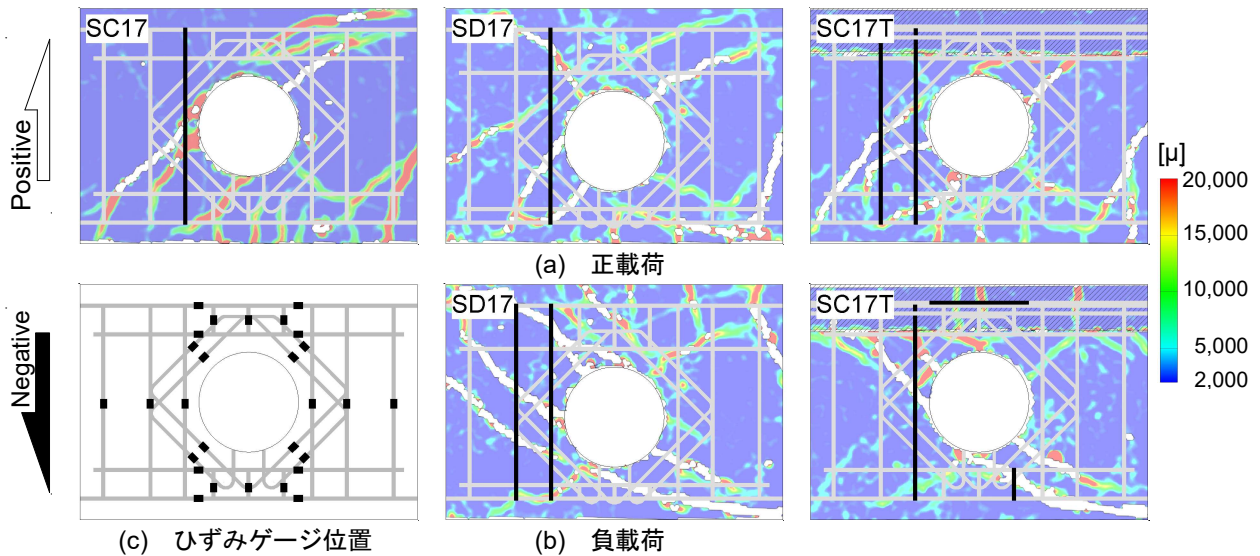 SC17
SD17
SC17T
Positive
(a) 正載荷
[μ]
20,000
15,000
10,000
5,000
2,000
Negative
SD17
SC17T
(c) ひずみゲージ位置
(b) 負載荷